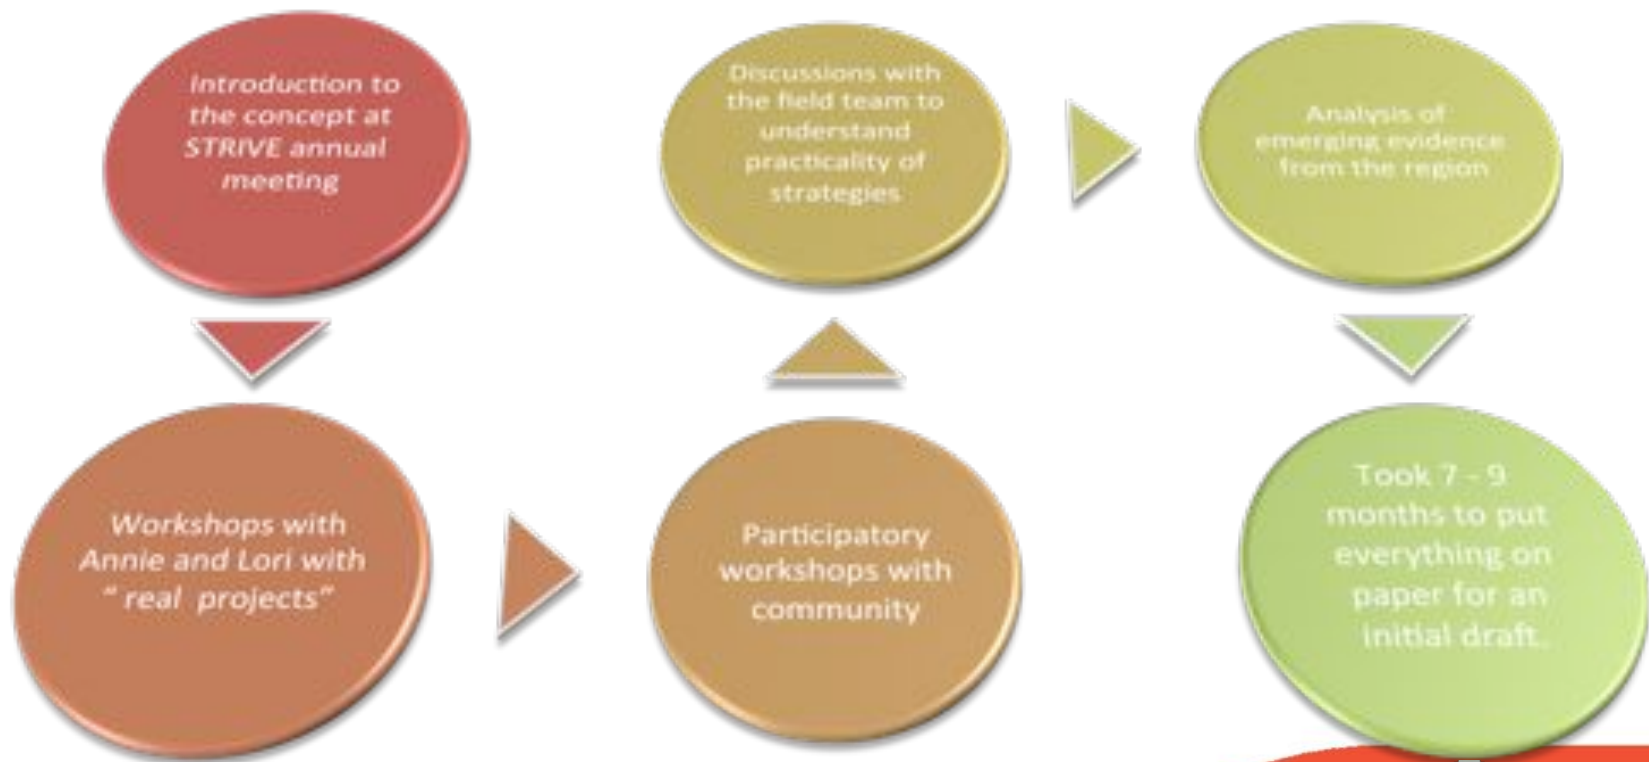 Introduction to
the concept at
STRIVE annual
meeting
Workshops with
Annie and Lori with
“ real projects”
Participatory
workshops with
community
Discussions with
the field team to
understand
practicality of
strategies
Analysis of
emerging evidence
from the region
Took 7 - 9
months to put
everything on
paper for an
initial draft.